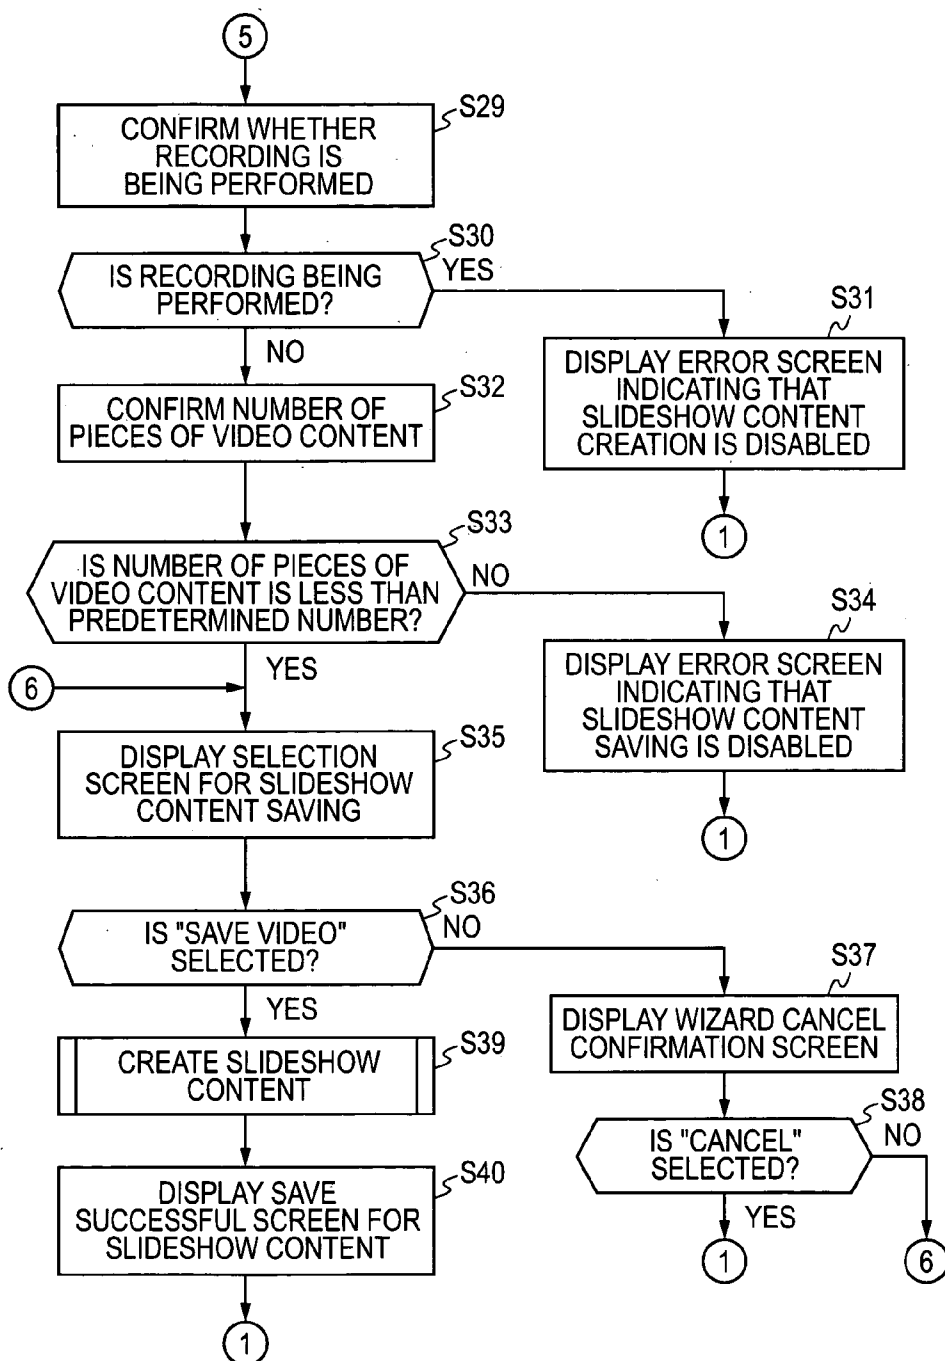 5
S29
CONFIRM WHETHER
RECORDING IS
BEING PERFORMED
S30
IS RECORDING BEING
PERFORMED?
YES
NO
S31
DISPLAY ERROR SCREEN
INDICATING THAT
SLIDESHOW CONTENT
CREATION IS DISABLED
1
S32
CONFIRM NUMBER OF
PIECES OF VIDEO CONTENT
S33
IS NUMBER OF PIECES OF
VIDEO CONTENT IS LESS THAN
PREDETERMINED NUMBER?
NO
YES
S34
DISPLAY ERROR SCREEN
INDICATING THAT
SLIDESHOW CONTENT
SAVING IS DISABLED
1
6
S35
DISPLAY SELECTION
SCREEN FOR SLIDESHOW
CONTENT SAVING
S36
IS "SAVE VIDEO"
SELECTED?
NO
YES
S37
DISPLAY WIZARD CANCEL
CONFIRMATION SCREEN
S38
IS "CANCEL"
SELECTED?
NO
YES
1
6
S39
CREATE SLIDESHOW
CONTENT
S40
DISPLAY SAVE
SUCCESSFUL SCREEN FOR
SLIDESHOW CONTENT
1